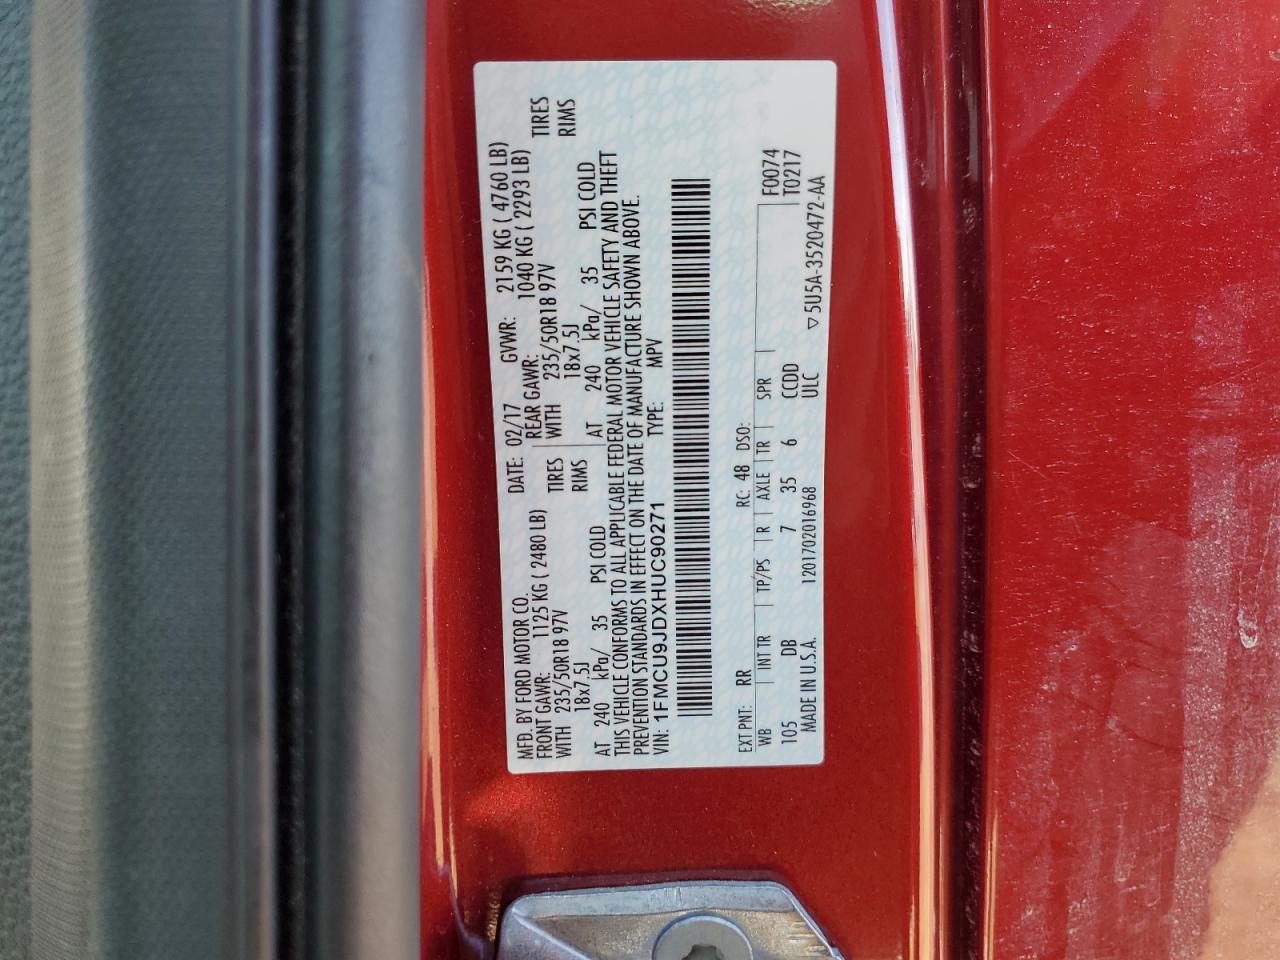 MFD. BY FORD MOTOR CO.
DATE: 02/17 GVWR: 2159 KG ( 4760 LB)
FRONT GAWR: 1125 KG ( 2480 LB) REAR GAWR: 1040 KG ( 2293 LB)
WITH 235/50R18 97V TIRES WITH 235/50R18 97V TIRES
18x7.5J RIMS 18x7.5J RIMS
AT 240 kPa/ 35 PSI COLD AT 240 kPa/ 35 PSI COLD
THIS VEHICLE CONFORMS TO ALL APPLICABLE FEDERAL MOTOR VEHICLE SAFETY AND THEFT
PREVENTION STANDARDS IN EFFECT ON THE DATE OF MANUFACTURE SHOWN ABOVE.
VIN: 1FMCU9JDXHUC90271 TYPE: MPV
EXT PNT: RR RC: 48 DSO:
WB INT TR TP/PS R AXLE TR SPR F0074
105 DB 7 35 6 CCDD T0217
MADE IN U.S.A. 1201702016968 ULC ▽5U5A-3520472-AA